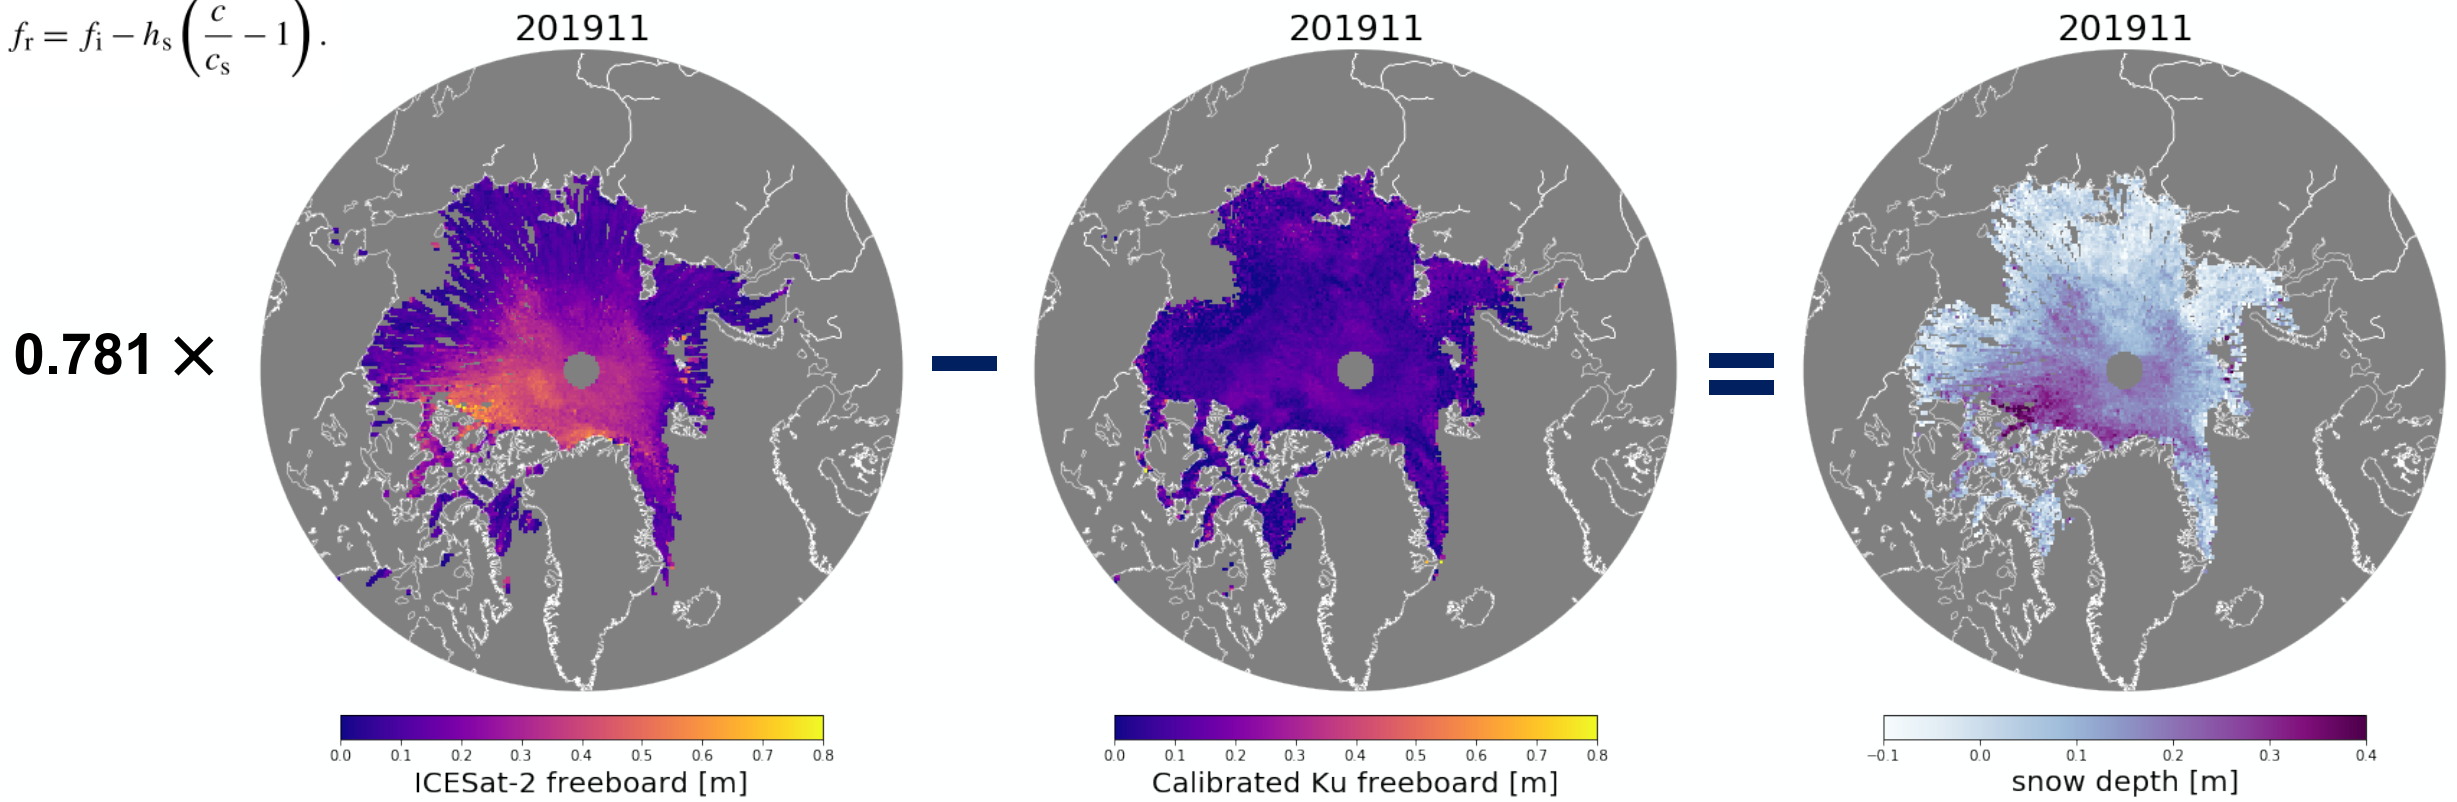 f_r = f_i − h_s (c/c_s − 1).
201911
201911
201911
0.781 × − =
0.0 0.1 0.2 0.3 0.4 0.5 0.6 0.7 0.8
ICESat-2 freeboard [m]
0.0 0.1 0.2 0.3 0.4 0.5 0.6 0.7 0.8
Calibrated Ku freeboard [m]
−0.1 0.0 0.1 0.2 0.3 0.4
snow depth [m]